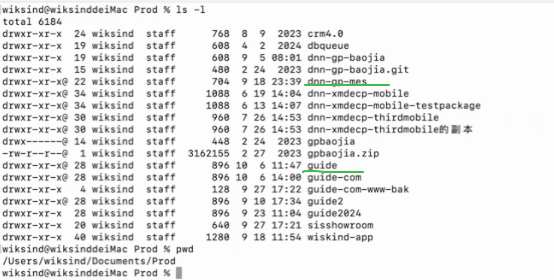 wiksind@wiksinddeiMac Prod % ls -l
total 6184
drwxr-xr-x  24 wiksind  staff      768  8  9  2023 crm4.0
drwxr-xr-x  19 wiksind  staff      608  4  2  2024 dbqueue
drwxr-xr-x  19 wiksind  staff      608  9  5 08:01 dnn-gp-baojia
drwxr-xr-x  15 wiksind  staff      480  2 24  2023 dnn-gp-baojia.git
drwxr-xr-x@ 22 wiksind  staff      704  9 18 23:39 dnn-gp-mes
drwxr-xr-x@ 34 wiksind  staff     1088  6 19 14:04 dnn-xmdecp-mobile
drwxr-xr-x@ 34 wiksind  staff     1088  6 13 14:07 dnn-xmdecp-mobile-testpackage
drwxr-xr-x@ 30 wiksind  staff      960  7 26 14:53 dnn-xmdecp-thirdmobile
drwxr-xr-x@ 30 wiksind  staff      960  7 26 14:53 dnn-xmdecp-thirdmobile的副本
drwx------@ 14 wiksind  staff      448  2 24  2023 gpbaojia
-rw-r--r--@  1 wiksind  staff  3162155  2 27  2023 gpbaojia.zip
drwxr-xr-x@ 28 wiksind  staff      896 10  6 11:47 guide
drwxr-xr-x@ 28 wiksind  staff      896 10  6 14:00 guide-com
drwxr-xr-x   4 wiksind  staff      128  9 27 17:22 guide-com-www-bak
drwxr-xr-x@ 28 wiksind  staff      896  9 10 17:34 guide2
drwxr-xr-x  28 wiksind  staff      896  9 23 11:04 guide2024
drwxr-xr-x  20 wiksind  staff      640  9 27 17:21 sisshowroom
drwxr-xr-x  40 wiksind  staff     1280  9 18 11:54 wiskind-app
wiksind@wiksinddeiMac Prod % pwd
/Users/wiksind/Documents/Prod
wiksind@wiksinddeiMac Prod %